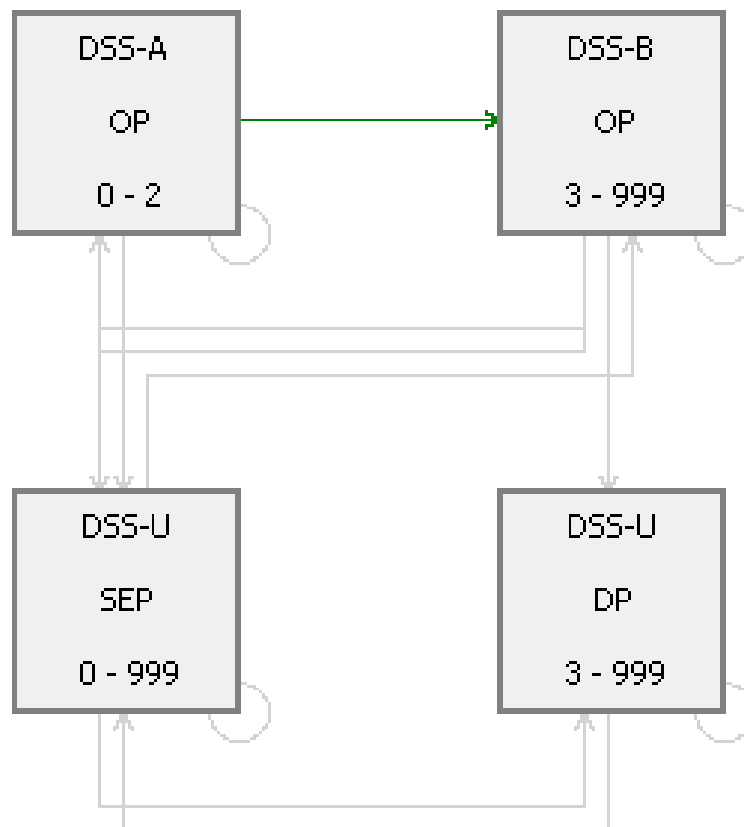 DSS-A
OP
0 - 2
DSS-B
OP
3 - 999
DSS-U
SEP
0 - 999
DSS-U
DP
3 - 999